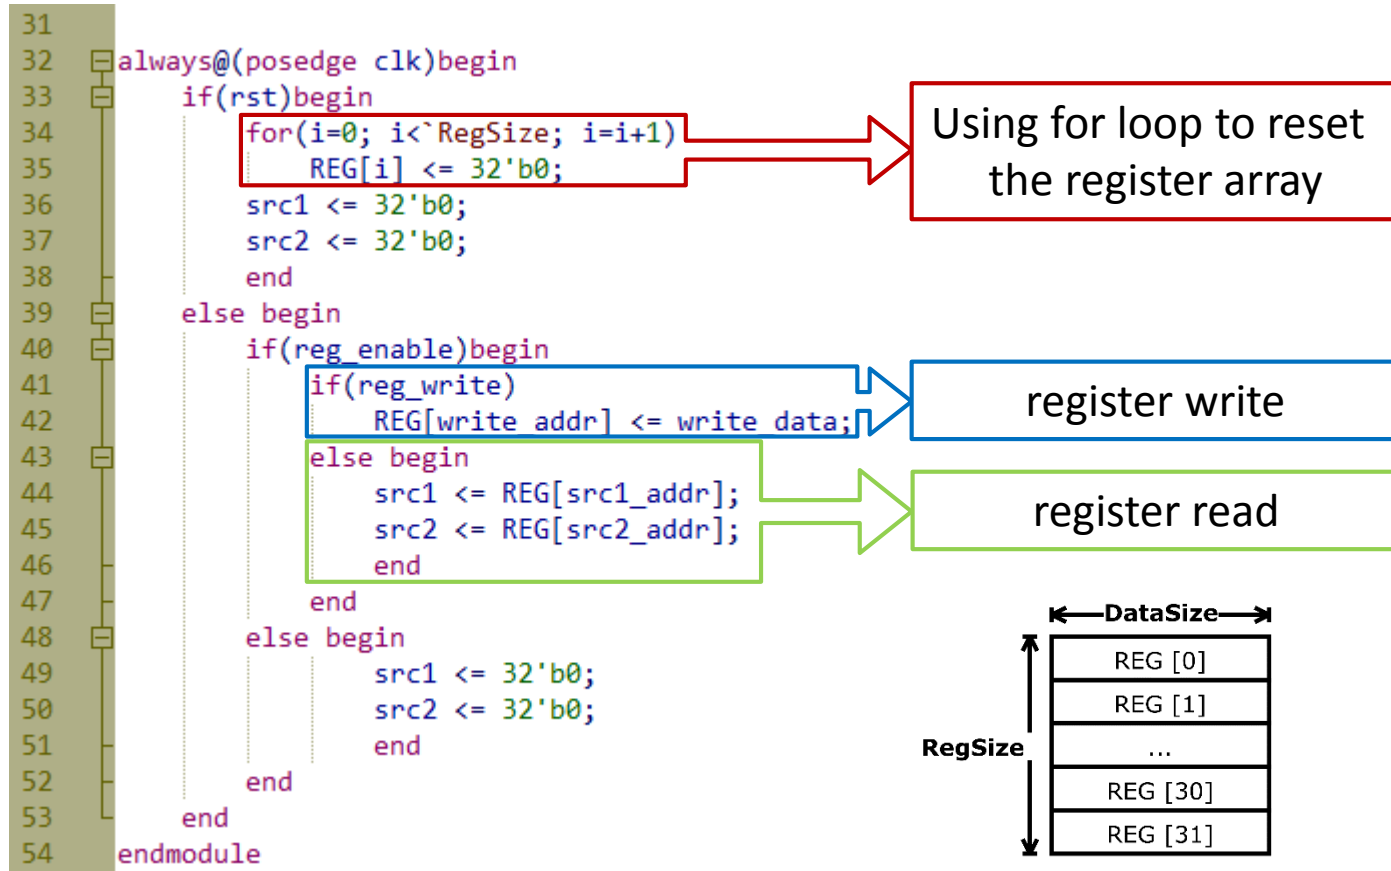 31
32 always@(posedge clk)begin
33 if(rst)begin
34 for(i=0; i<`RegSize; i=i+1)
35 REG[i] <= 32'b0;
36 src1 <= 32'b0;
37 src2 <= 32'b0;
38 end
39 else begin
40 if(reg_enable)begin
41 if(reg_write)
42 REG[write_addr] <= write_data;
43 else begin
44 src1 <= REG[src1_addr];
45 src2 <= REG[src2_addr];
46 end
47 end
48 else begin
49 src1 <= 32'b0;
50 src2 <= 32'b0;
51 end
52 end
53 end
54 endmodule
Using for loop to reset
the register array
register write
register read
DataSize
RegSize
REG [0]
REG [1]
...
REG [30]
REG [31]